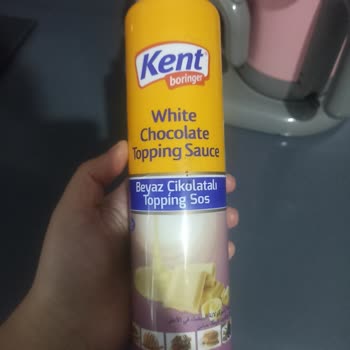 Kent
boringer
White
Chocolate
Topping Sauce
Beyaz Çikolatalı
Topping Sos